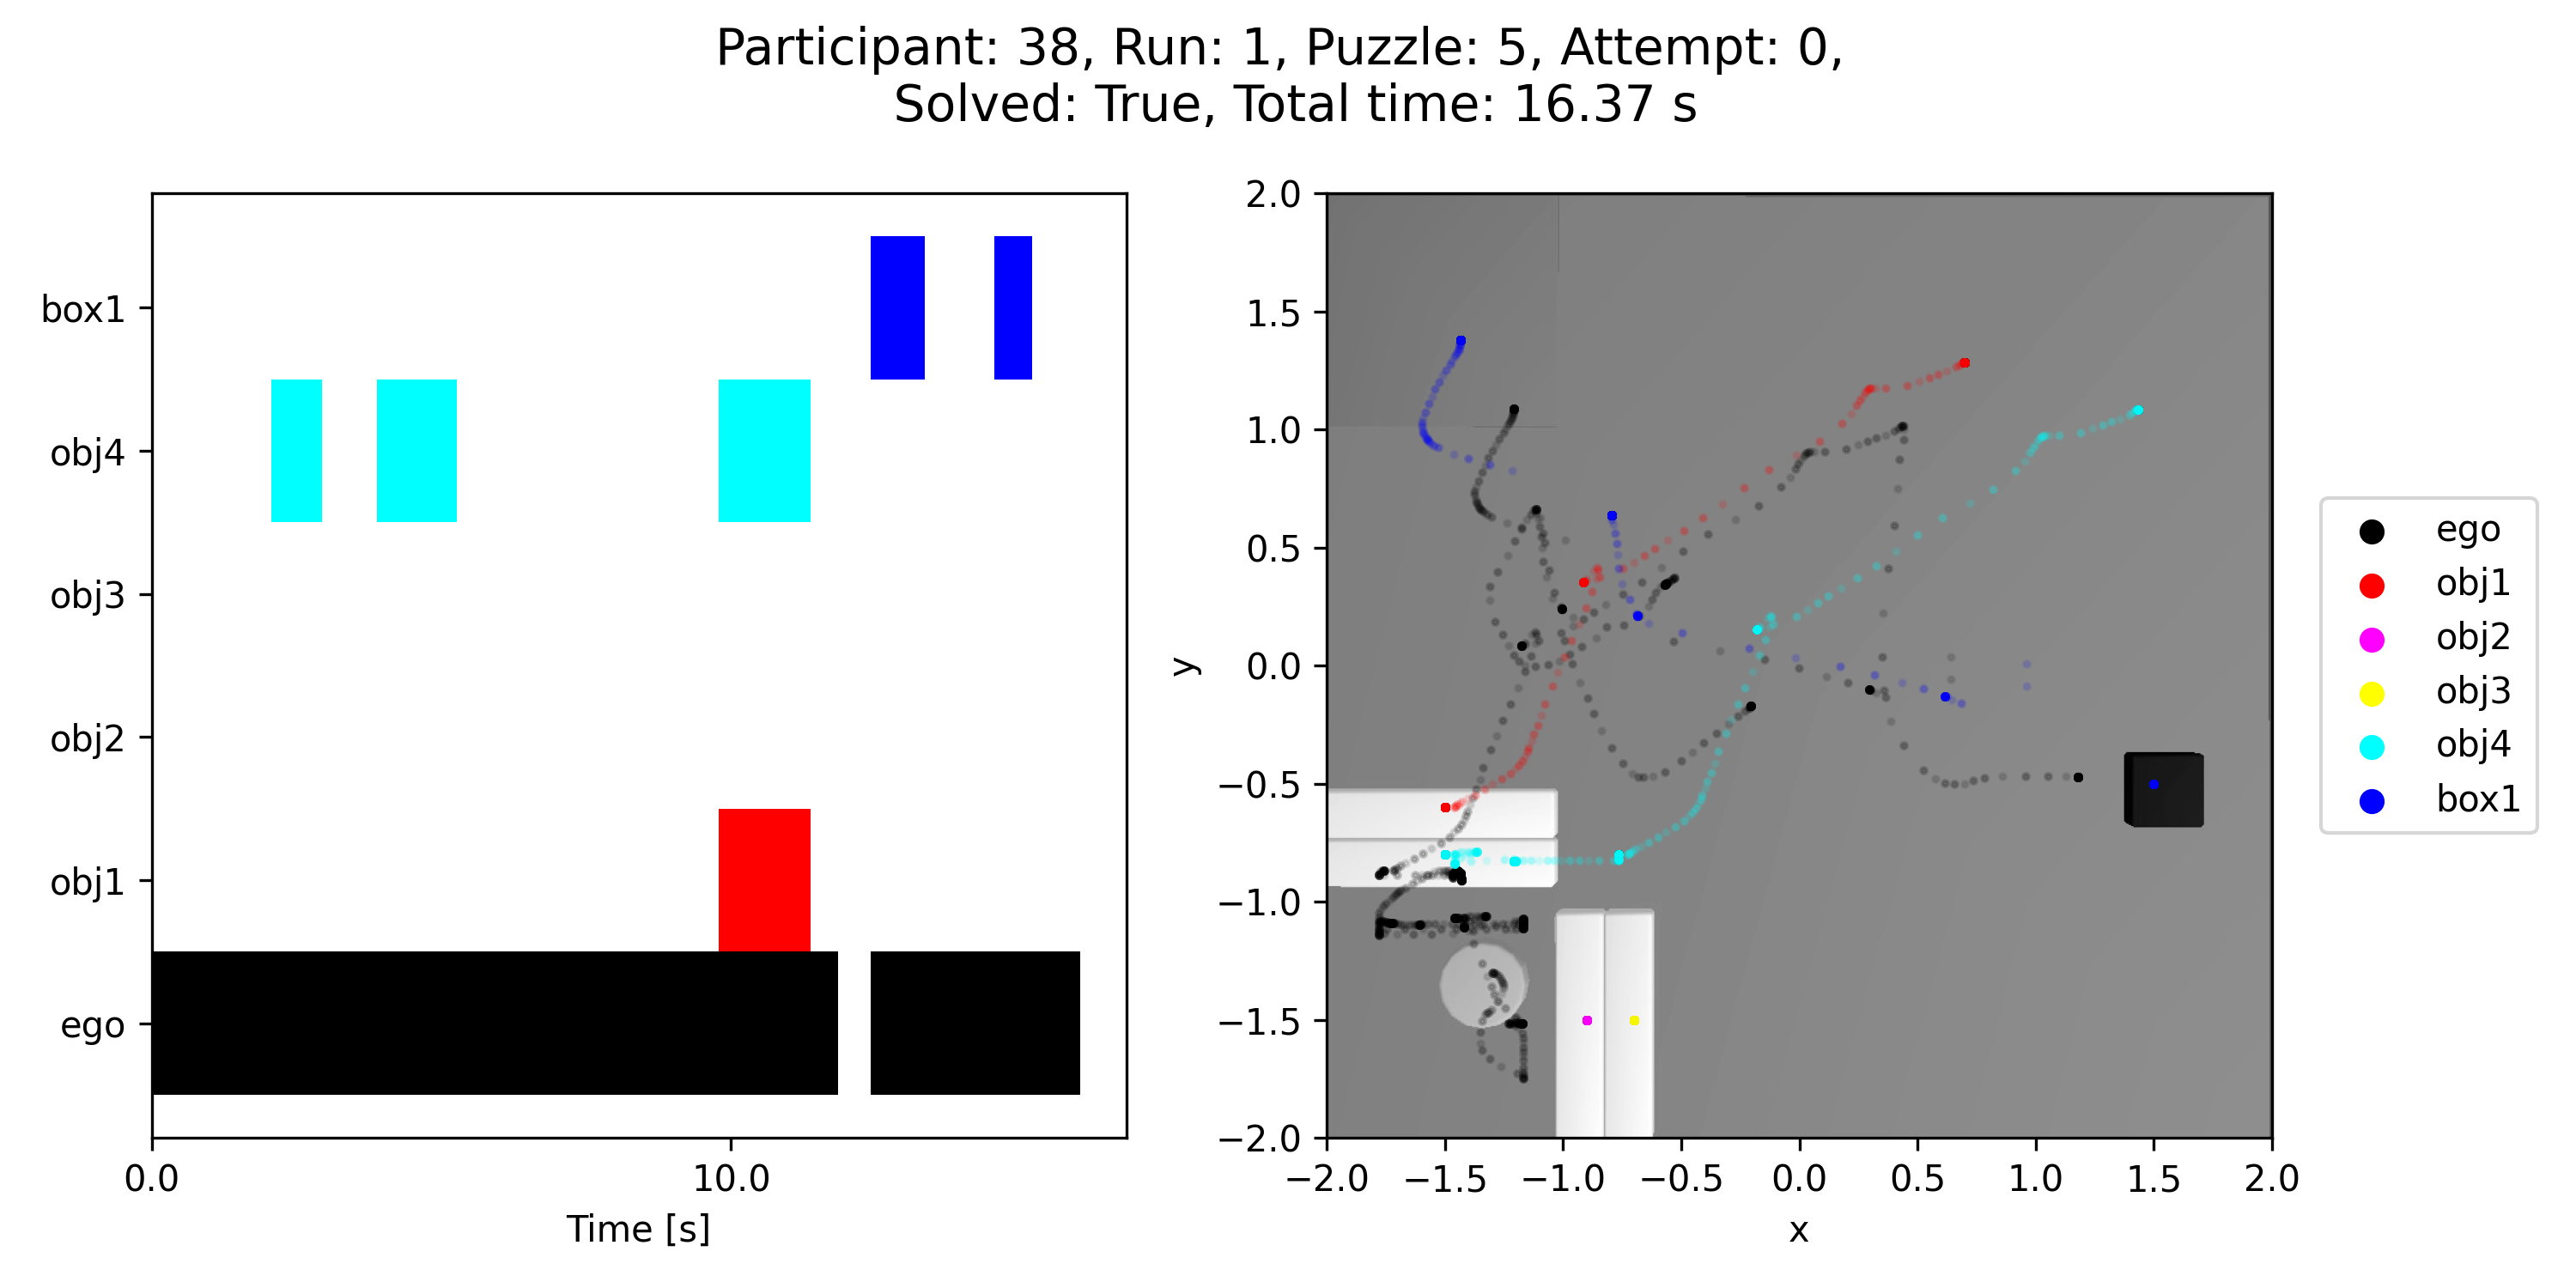 Participant: 38, Run: 1, Puzzle: 5, Attempt: 0,
Solved: True, Total time: 16.37 s
box1
obj4
obj3
obj2
obj1
ego
0.0
10.0
Time [s]
2.0
1.5
1.0
0.5
0.0
−0.5
−1.0
−1.5
−2.0
y
−2.0 −1.5 −1.0 −0.5 0.0 0.5 1.0 1.5 2.0
x
ego
obj1
obj2
obj3
obj4
box1